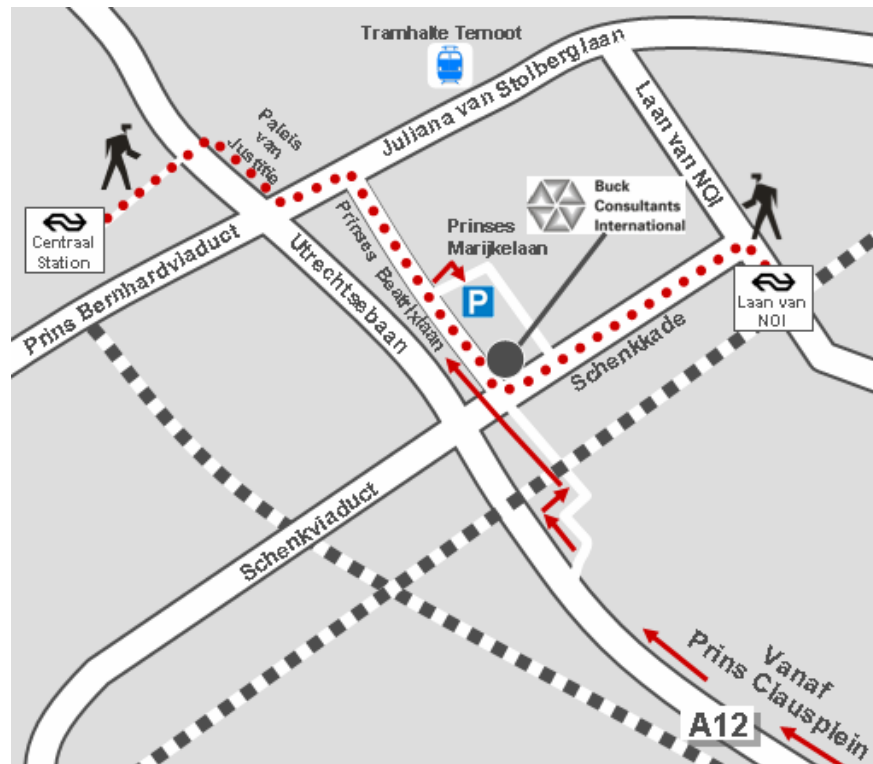 Tramhalte Ternoot
Juliana van Stolberglaan
Paleis
van
Justitie
Laan van NOI
Buck
Consultants
International
Prinses
Marijkelaan
Centraal
Station
Prins Bernhardviaduct
Utrechtsebaan
Prinses Beatrixlaan
P
Laan van
NOI
Schenkkade
Schenkviaduct
Vanaf
Prins Clausplein
A12